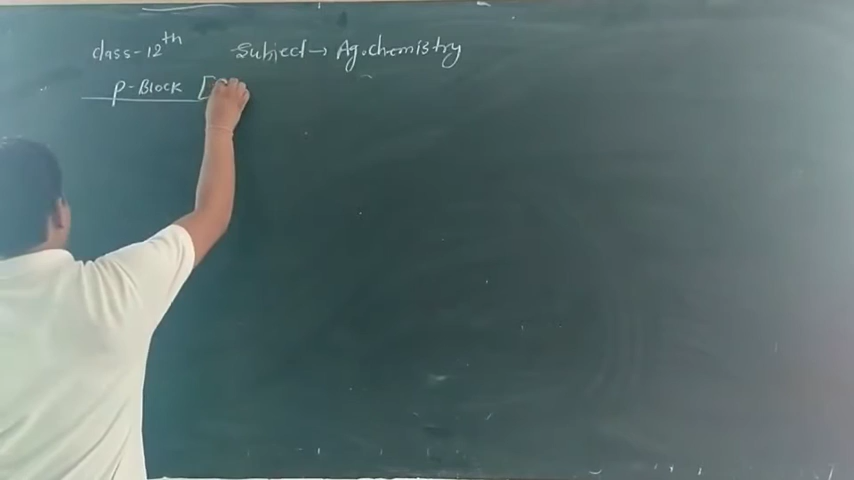 class-12th Subject → Ag.chemistry
P-Block [